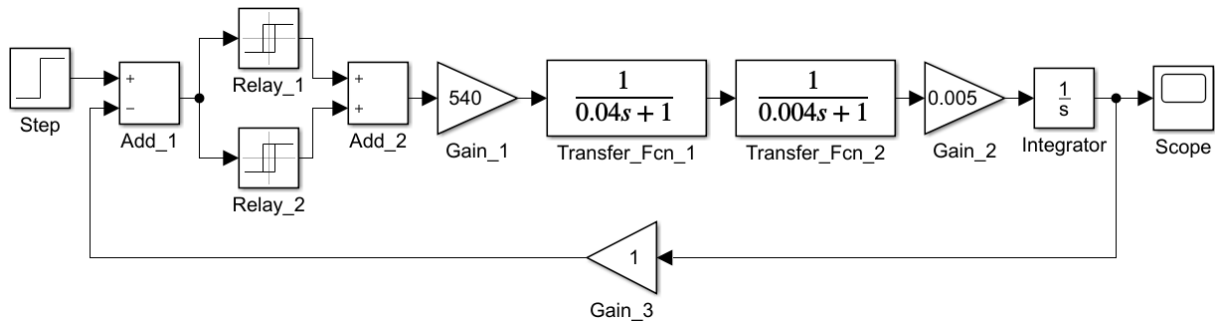 Step
+
−
Add_1
Relay_1
Relay_2
+
+
Add_2
540
Gain_1
1
0.04s + 1
Transfer_Fcn_1
1
0.004s + 1
Transfer_Fcn_2
0.005
Gain_2
1
s
Integrator
Scope
1
Gain_3